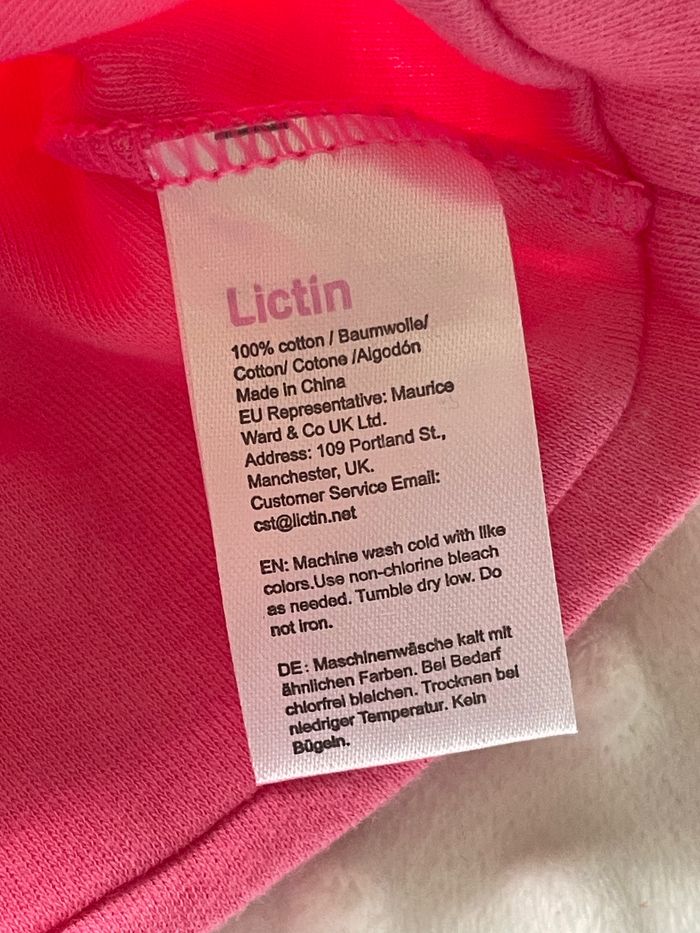 Lictin
100% cotton / Baumwolle/
Cotton/ Cotone /Algodón
Made in China
EU Representative: Maurice
Ward & Co UK Ltd.
Address: 109 Portland St.,
Manchester, UK.
Customer Service Email:
cst@lictin.net
EN: Machine wash cold with like
colors.Use non-chlorine bleach
as needed. Tumble dry low. Do
not iron.
DE: Maschinenwäsche kalt mit
ähnlichen Farben. Bei Bedarf
chlorfrei bleichen. Trocknen bei
niedriger Temperatur. Kein
Bügeln.